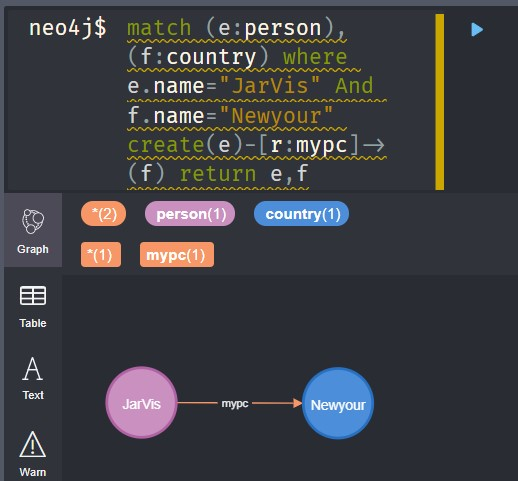 neo4j$ match (e:person),
(f:country) where
e.name="JarVis" And
f.name="Newyour"
create(e)-[r:mypc]->
(f) return e,f
*(2) person(1) country(1)
Graph
*(1) mypc(1)
Table
Text
JarVis mypc Newyour
Warn